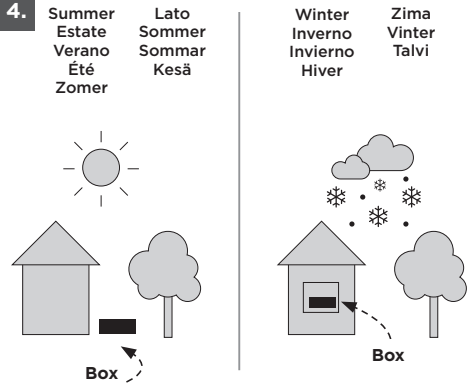 4.
Summer
Estate
Verano
Été
Zomer
Lato
Sommer
Sommar
Kesä
Winter
Inverno
Invierno
Hiver
Zima
Vinter
Talvi
Box
Box